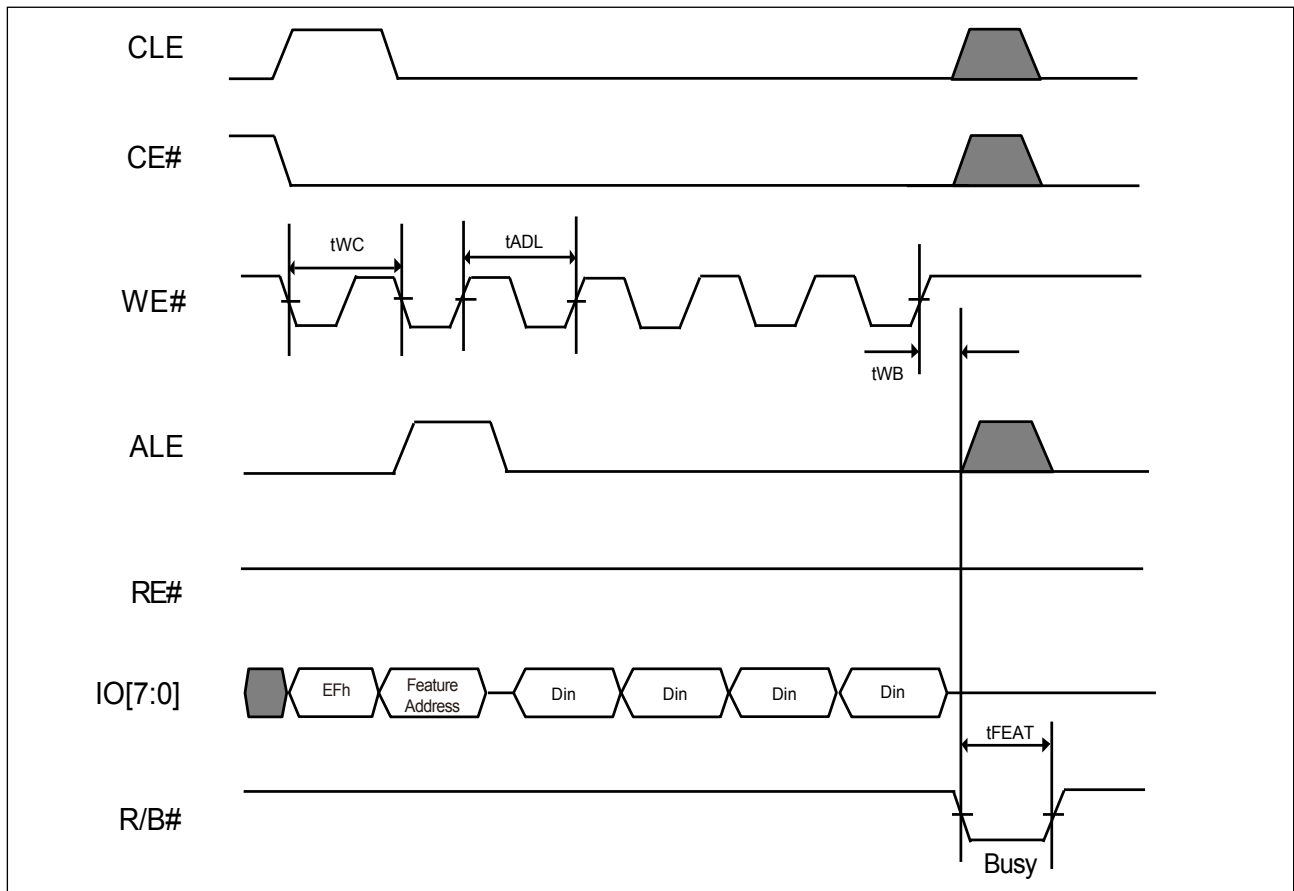 CLE
CE#
tWC
tADL
WE#
tWB
ALE
RE#
IO[7:0]
EFh
Feature
Address
Din
Din
Din
Din
tFEAT
R/B#
Busy